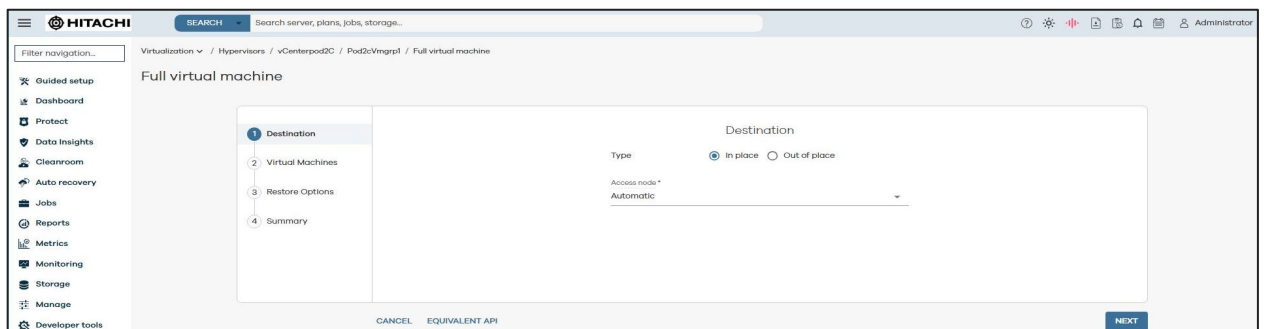 HITACHI
SEARCH
Search server, plans, jobs, storage...
Administrator
Filter navigation...
Virtualization / Hypervisors / vCenterpod2C / Pod2cVmgrp1 / Full virtual machine
Full virtual machine
Guided setup
Dashboard
Protect
Data Insights
Cleanroom
Auto recovery
Jobs
Reports
Metrics
Monitoring
Storage
Manage
Developer tools
1 Destination
2 Virtual Machines
3 Restore Options
4 Summary
Destination
Type In place Out of place
Access node *
Automatic
CANCEL EQUIVALENT API NEXT